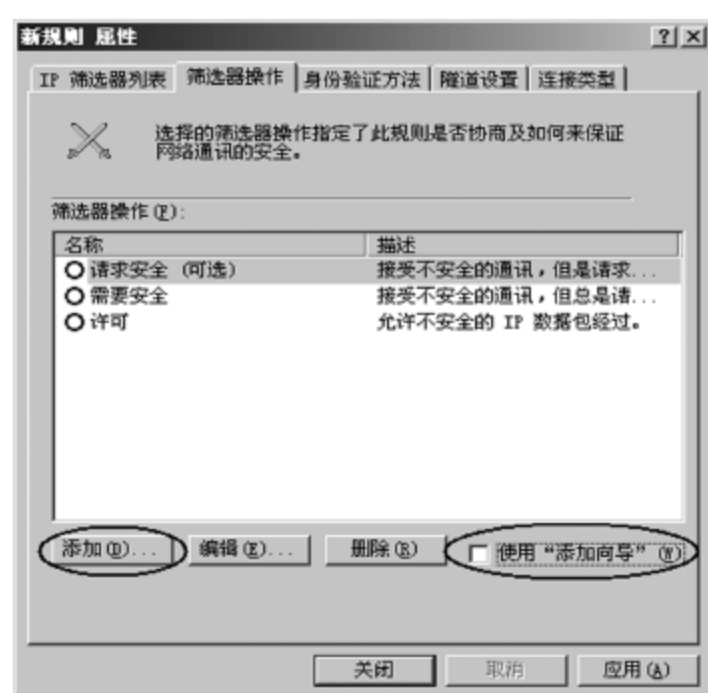 新规则 属性
IP 筛选器列表 筛选器操作 身份验证方法 隧道设置 连接类型
选择的筛选器操作指定了此规则是否协商及如何来保证
网络通讯的安全。
筛选器操作(F):
名称 描述
请求安全 (可选) 接受不安全的通讯，但是请求...
需要安全 接受不安全的通讯，但总是请...
许可 允许不安全的 IP 数据包经过。
添加(D)... 编辑(E)... 删除(R) 使用“添加向导”(W)
关闭 取消 应用(A)